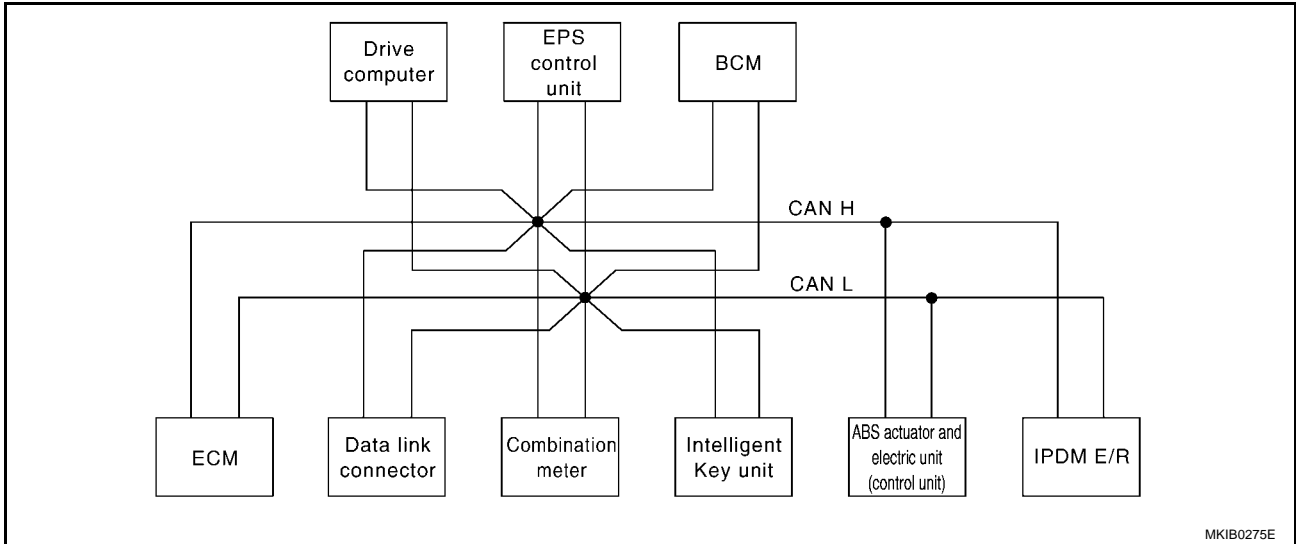 Drive
computer
EPS
control
unit
BCM
CAN H
CAN L
ECM
Data link
connector
Combination
meter
Intelligent
Key unit
ABS actuator and
electric unit
(control unit)
IPDM E/R
MKIB0275E